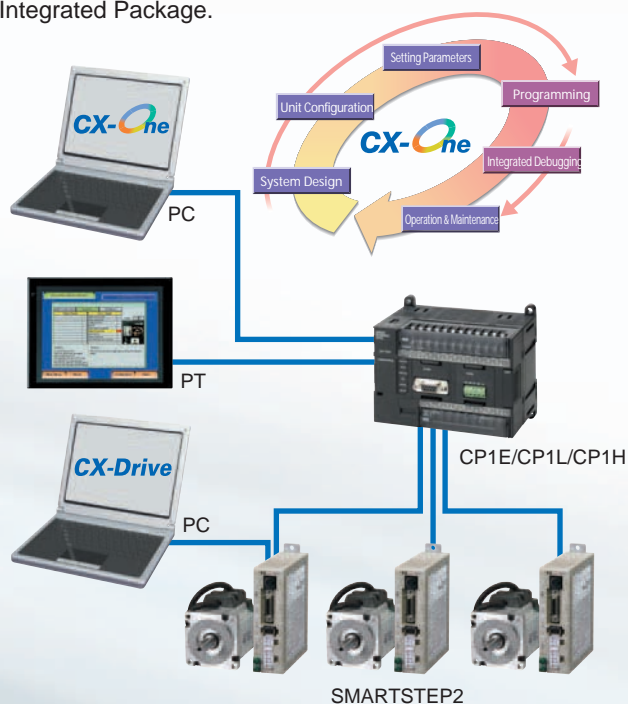 Integrated Package.
Setting Parameters
Unit Configuration
Programming
CX-One
CX-One
Integrated Debugging
System Design
PC
Operation & Maintenance
PT
CP1E/CP1L/CP1H
CX-Drive
PC
SMARTSTEP2